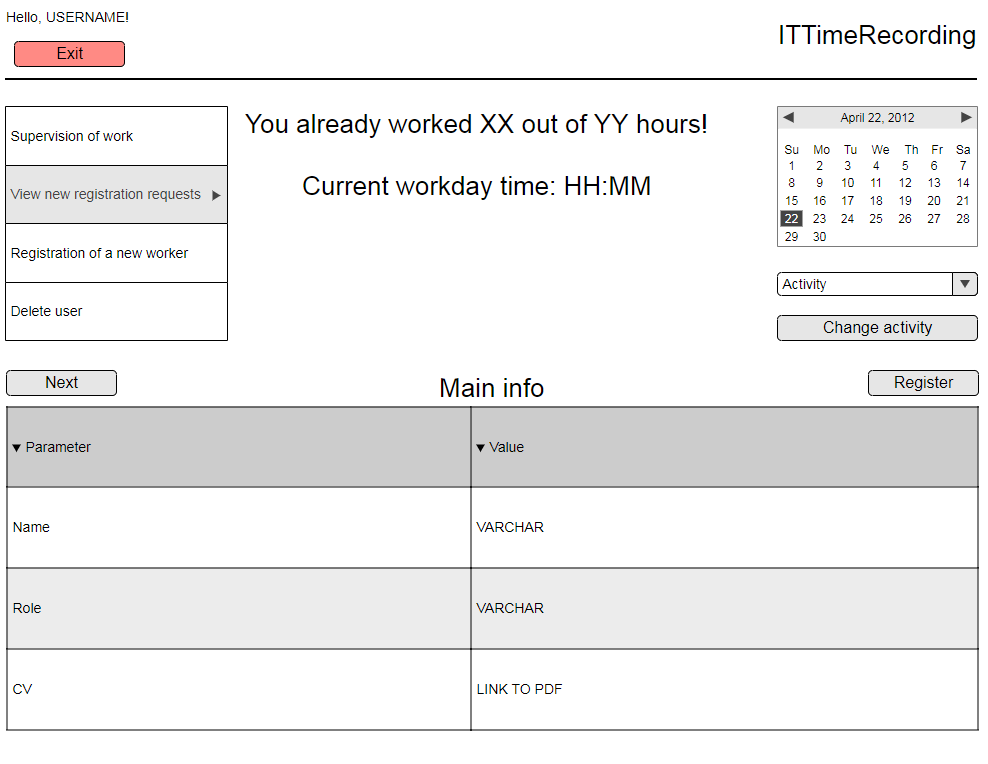 Hello, USERNAME!
Exit
ITTimeRecording
Supervision of work
View new registration requests
Registration of a new worker
Delete user
You already worked XX out of YY hours!
Current workday time: HH:MM
April 22, 2012
Su Mo Tu We Th Fr Sa
1 2 3 4 5 6 7
8 9 10 11 12 13 14
15 16 17 18 19 20 21
22 23 24 25 26 27 28
29 30
Activity
Change activity
Next
Main info
Register
Parameter Value
Name VARCHAR
Role VARCHAR
CV LINK TO PDF